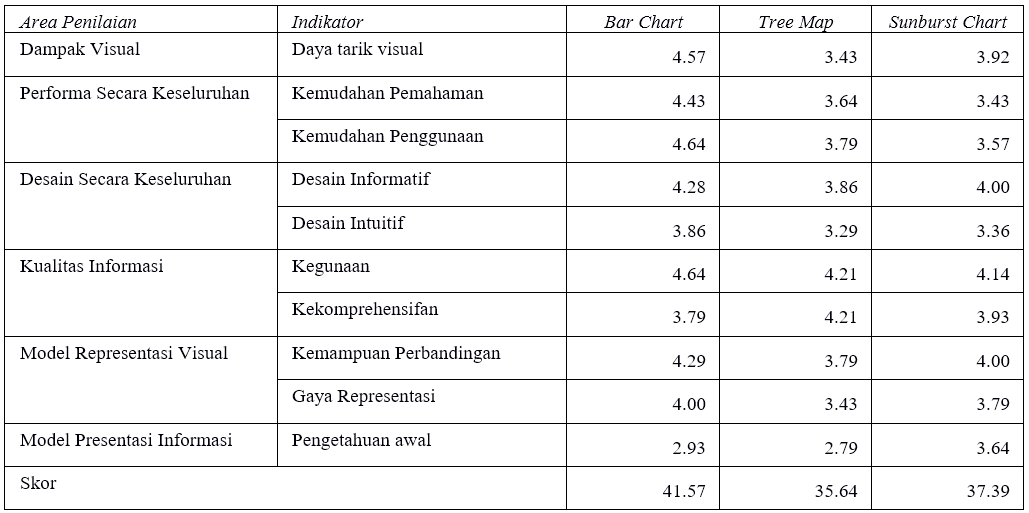 Area Penilaian Indikator Bar Chart Tree Map Sunburst Chart
Dampak Visual Daya tarik visual 4.57 3.43 3.92
Performa Secara Keseluruhan Kemudahan Pemahaman 4.43 3.64 3.43
Kemudahan Penggunaan 4.64 3.79 3.57
Desain Secara Keseluruhan Desain Informatif 4.28 3.86 4.00
Desain Intuitif 3.86 3.29 3.36
Kualitas Informasi Kegunaan 4.64 4.21 4.14
Kekomprehensifan 3.79 4.21 3.93
Model Representasi Visual Kemampuan Perbandingan 4.29 3.79 4.00
Gaya Representasi 4.00 3.43 3.79
Model Presentasi Informasi Pengetahuan awal 2.93 2.79 3.64
Skor 41.57 35.64 37.39